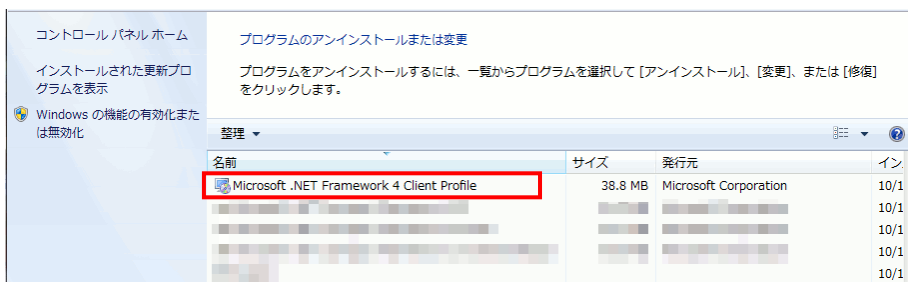 コントロール パネル ホーム
インストールされた更新プロ
グラムを表示
Windows の機能の有効化また
は無効化
プログラムのアンインストールまたは変更
プログラムをアンインストールするには、一覧からプログラムを選択して [アンインストール]、[変更]、または [修復]
をクリックします。
整理
名前 サイズ 発行元 イン
Microsoft .NET Framework 4 Client Profile 38.8 MB Microsoft Corporation 10/1
10/1
10/1
10/1
10/1